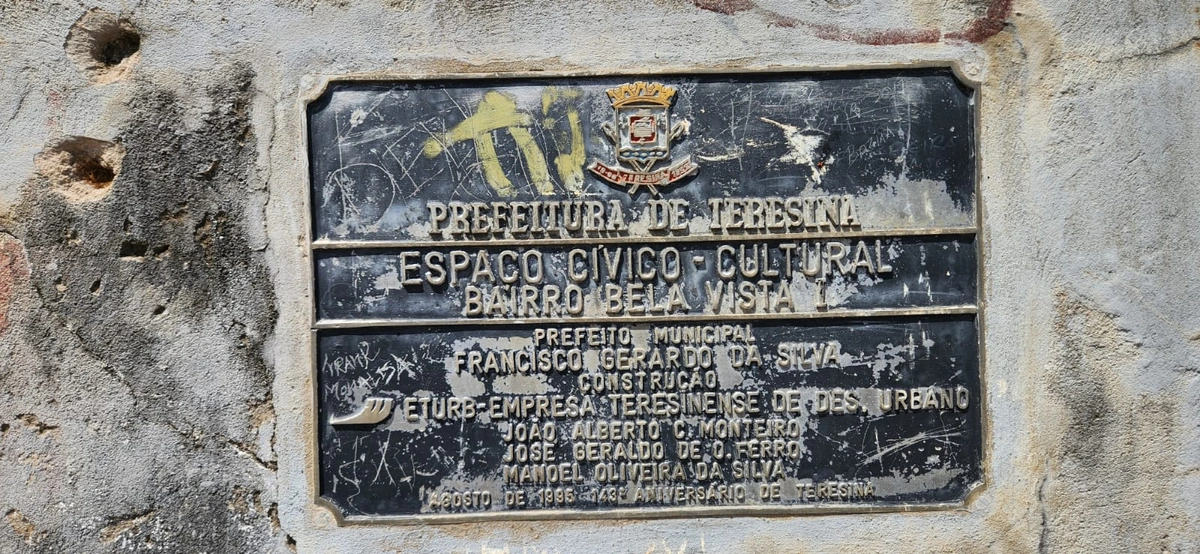 TERESINA
PREFEITURA DE TERESINA
ESPAÇO CÍVICO - CULTURAL
BAIRRO BELA VISTA I
PREFEITO MUNICIPAL
FRANCISCO GERARDO DA SILVA
CONSTRUÇÃO
ETURB-EMPRESA TERESINENSE DE DES. URBANO
JOÃO ALBERTO C. MONTEIRO
JOSÉ GERALDO DE O. FERRO
MANOEL OLIVEIRA DA SILVA
AGOSTO DE 1995 143º ANIVERSÁRIO DE TERESINA